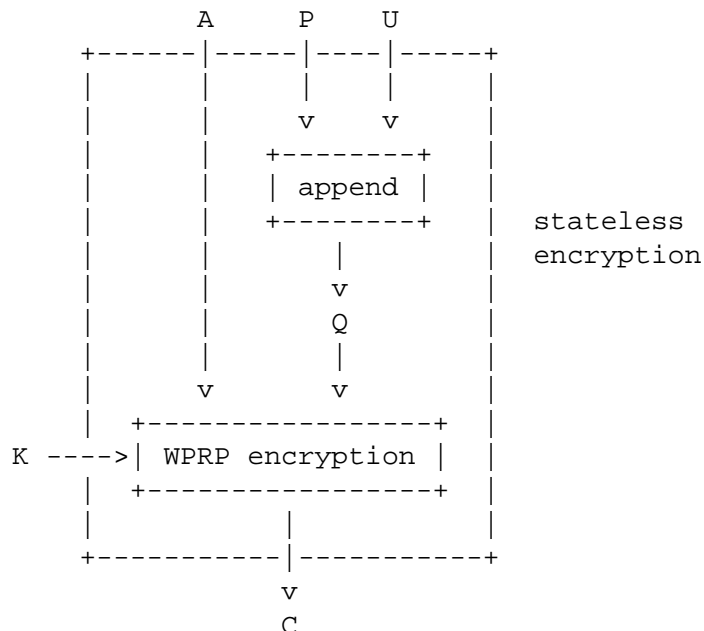 A P U
append
stateless
encryption
Q
K ----> WPRP encryption
C